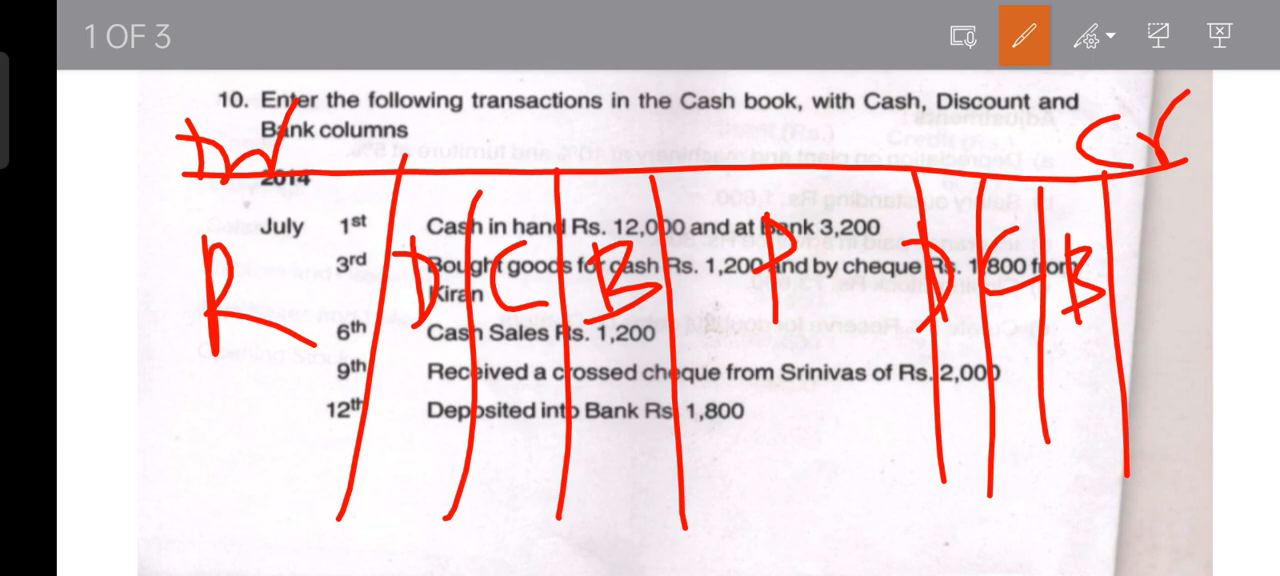 1 OF 3
10. Enter the following transactions in the Cash book, with Cash, Discount and
Bank columns
Dr Cr
2014
July 1st Cash in hand Rs. 12,000 and at Bank 3,200
3rd Bought goods for cash Rs. 1,200 and by cheque Rs. 1,800 from
Kiran
R D C B P D C B
6th Cash Sales Rs. 1,200
9th Received a crossed cheque from Srinivas of Rs. 2,000
12th Deposited into Bank Rs. 1,800